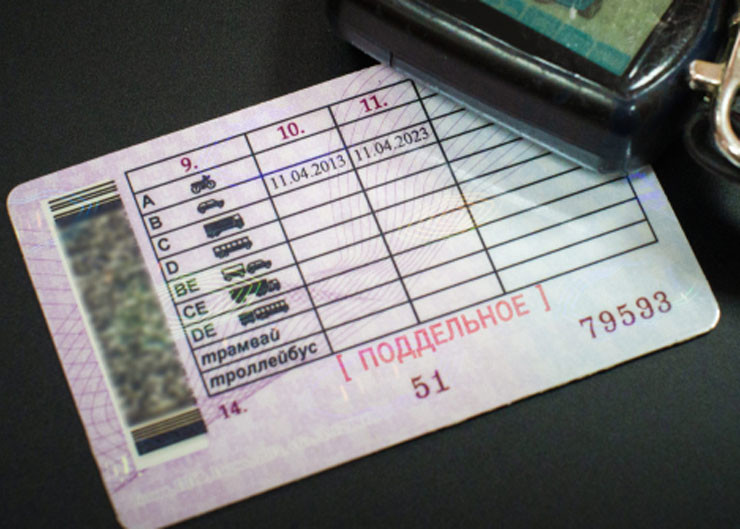 9. 10. 11.
A
B 11.04.2013 11.04.2023
C
D
BE
CE
DE
трамвай
троллейбус
[ ПОДДЕЛЬНОЕ ]
14. 51 79593